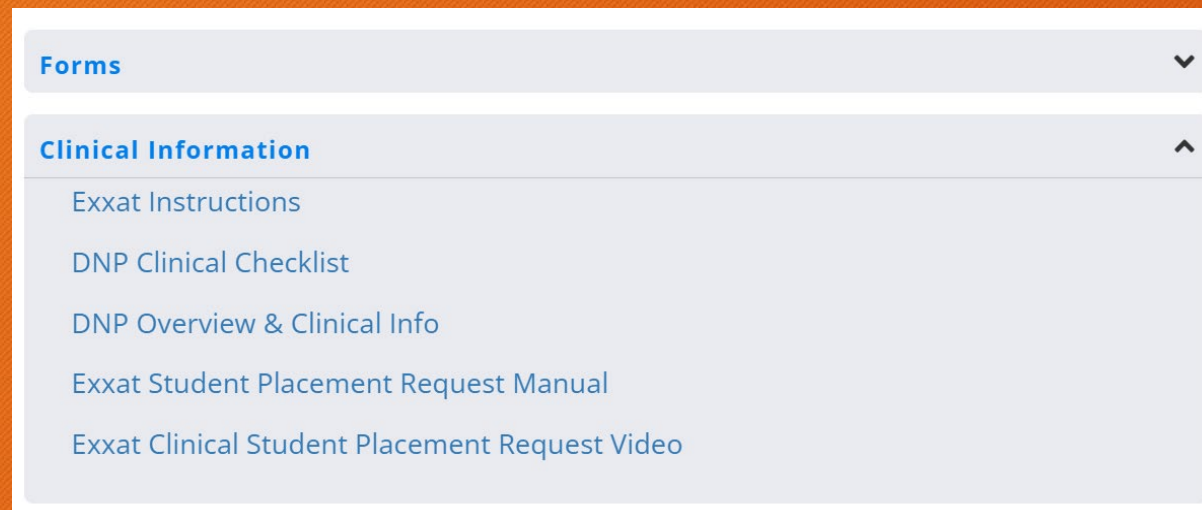 Forms
Clinical Information
Exxat Instructions
DNP Clinical Checklist
DNP Overview & Clinical Info
Exxat Student Placement Request Manual
Exxat Clinical Student Placement Request Video